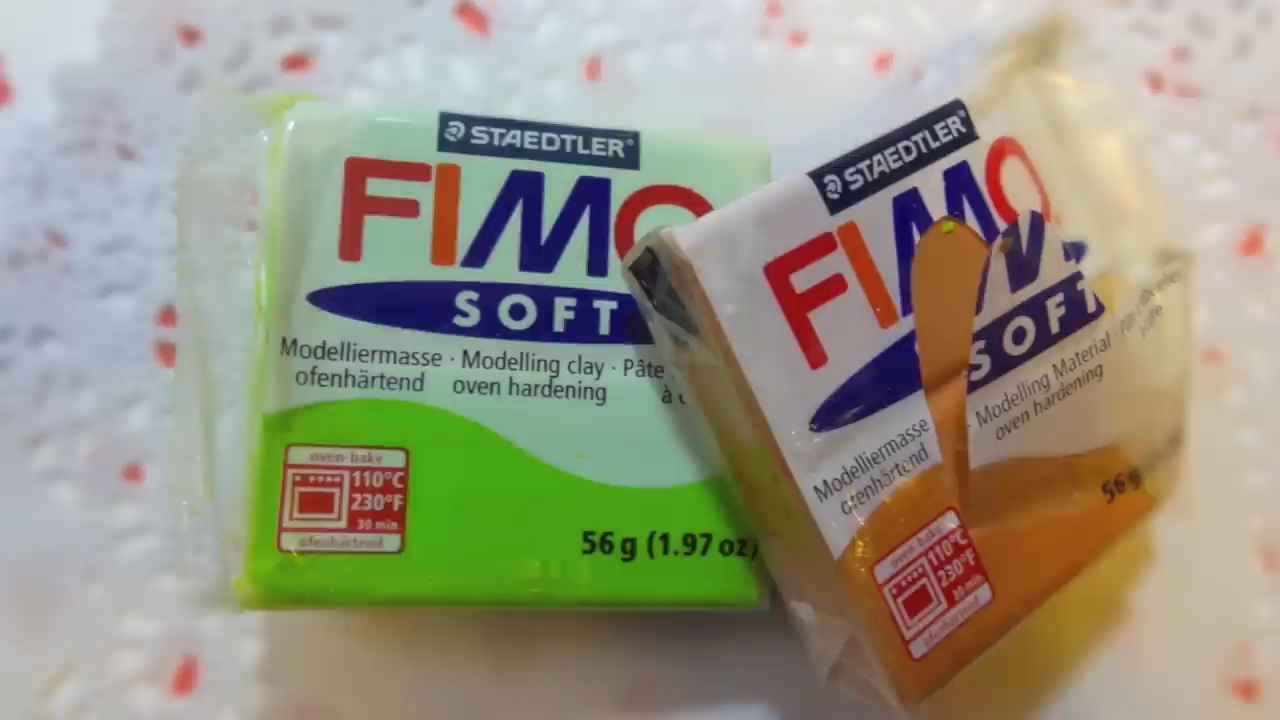 STAEDTLER
FIMO
SOFT
Modelliermasse · Modelling clay · Pâte
ofenhärtend oven hardening à
oven-bake
110°C
230°F
30 min
ofenhärtend
56 g (1.97 oz)
STAEDTLER
FIMO
SOFT
Modelliermasse · Modelling Material
ofenhärtend oven hardening
oven-bake
110°C
230°F
30 min
ofenhärtend
56 g